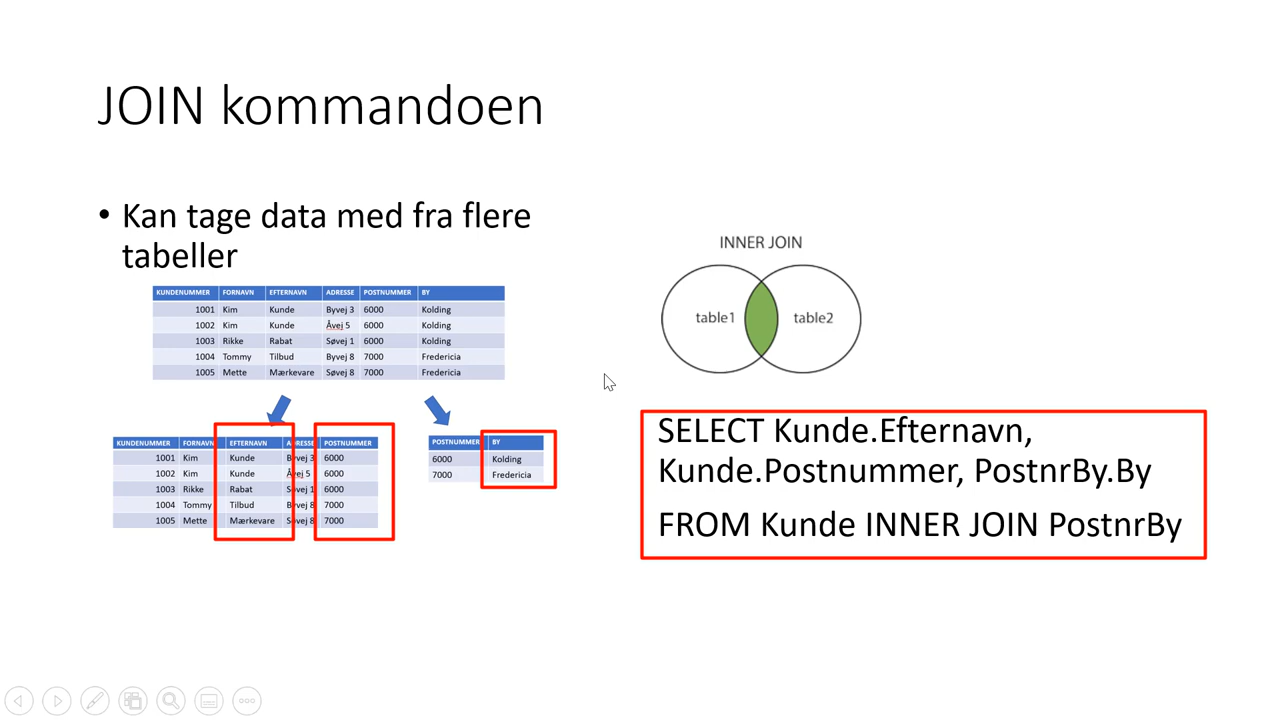 JOIN kommandoen
• Kan tage data med fra flere
tabeller
KUNDENUMMER FORNAVN EFTERNAVN ADRESSE POSTNUMMER BY
1001 Kim Kunde Byvej 3 6000 Kolding
1002 Kim Kunde Åvej 5 6000 Kolding
1003 Rikke Rabat Søvej 1 6000 Kolding
1004 Tommy Tilbud Byvej 8 7000 Fredericia
1005 Mette Mærkevare Søvej 8 7000 Fredericia
KUNDENUMMER FORNAVN EFTERNAVN ADRESSE POSTNUMMER
1001 Kim Kunde Byvej 3 6000
1002 Kim Kunde Åvej 5 6000
1003 Rikke Rabat Søvej 1 6000
1004 Tommy Tilbud Byvej 8 7000
1005 Mette Mærkevare Søvej 8 7000
POSTNUMMER BY
6000 Kolding
7000 Fredericia
INNER JOIN
table1 table2
SELECT Kunde.Efternavn,
Kunde.Postnummer, PostnrBy.By
FROM Kunde INNER JOIN PostnrBy